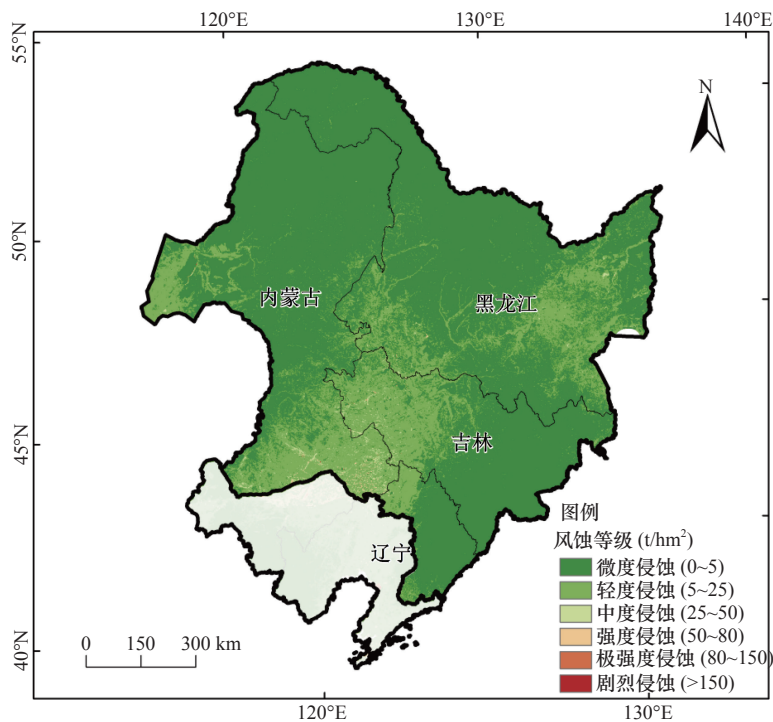 120°E
130°E
140°E
55°N
N
50°N
内蒙古
黑龙江
45°N
吉林
图例
风蚀等级 (t/hm²)
辽宁
微度侵蚀 (0~5)
轻度侵蚀 (5~25)
中度侵蚀 (25~50)
强度侵蚀 (50~80)
极强度侵蚀 (80~150)
剧烈侵蚀 (>150)
40°N
0 150 300 km
120°E
130°E